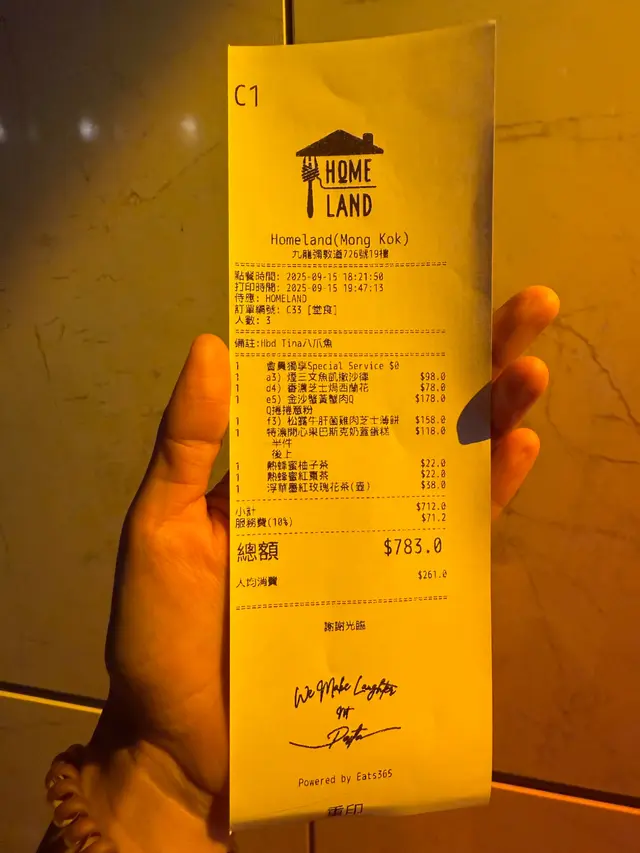 C1
HOME
LAND
Homeland(Mong Kok)
九龍彌敦道726號19樓
點餐時間: 2025-09-15 18:21:50
打印時間: 2025-09-15 19:47:13
侍應: HOMELAND
訂單編號: C33 [堂食]
人數: 3
備註:Hbd Tina八爪魚
1 會員獨享Special Service $0
1 a3) 煙三文魚凱撒沙律 $98.0
1 d4) 香濃芝士焗西蘭花 $78.0
1 e5) 金沙蟹黃蟹肉Q $178.0
Q捲捲意粉
1 f3) 松露牛肝菌雞肉芝士薄餅 $158.0
1 特濃開心果巴斯克奶蓋蛋糕 $118.0
半件
後上
1 熱蜂蜜柚子茶 $22.0
1 熱蜂蜜紅棗茶 $22.0
1 浮華墨紅玫瑰花茶(壺) $38.0
小計 $712.0
服務費(10%) $71.2
總額 $783.0
人均消費 $261.0
謝謝光臨
We Make Laughter
Pasta
Powered by Eats365
重印